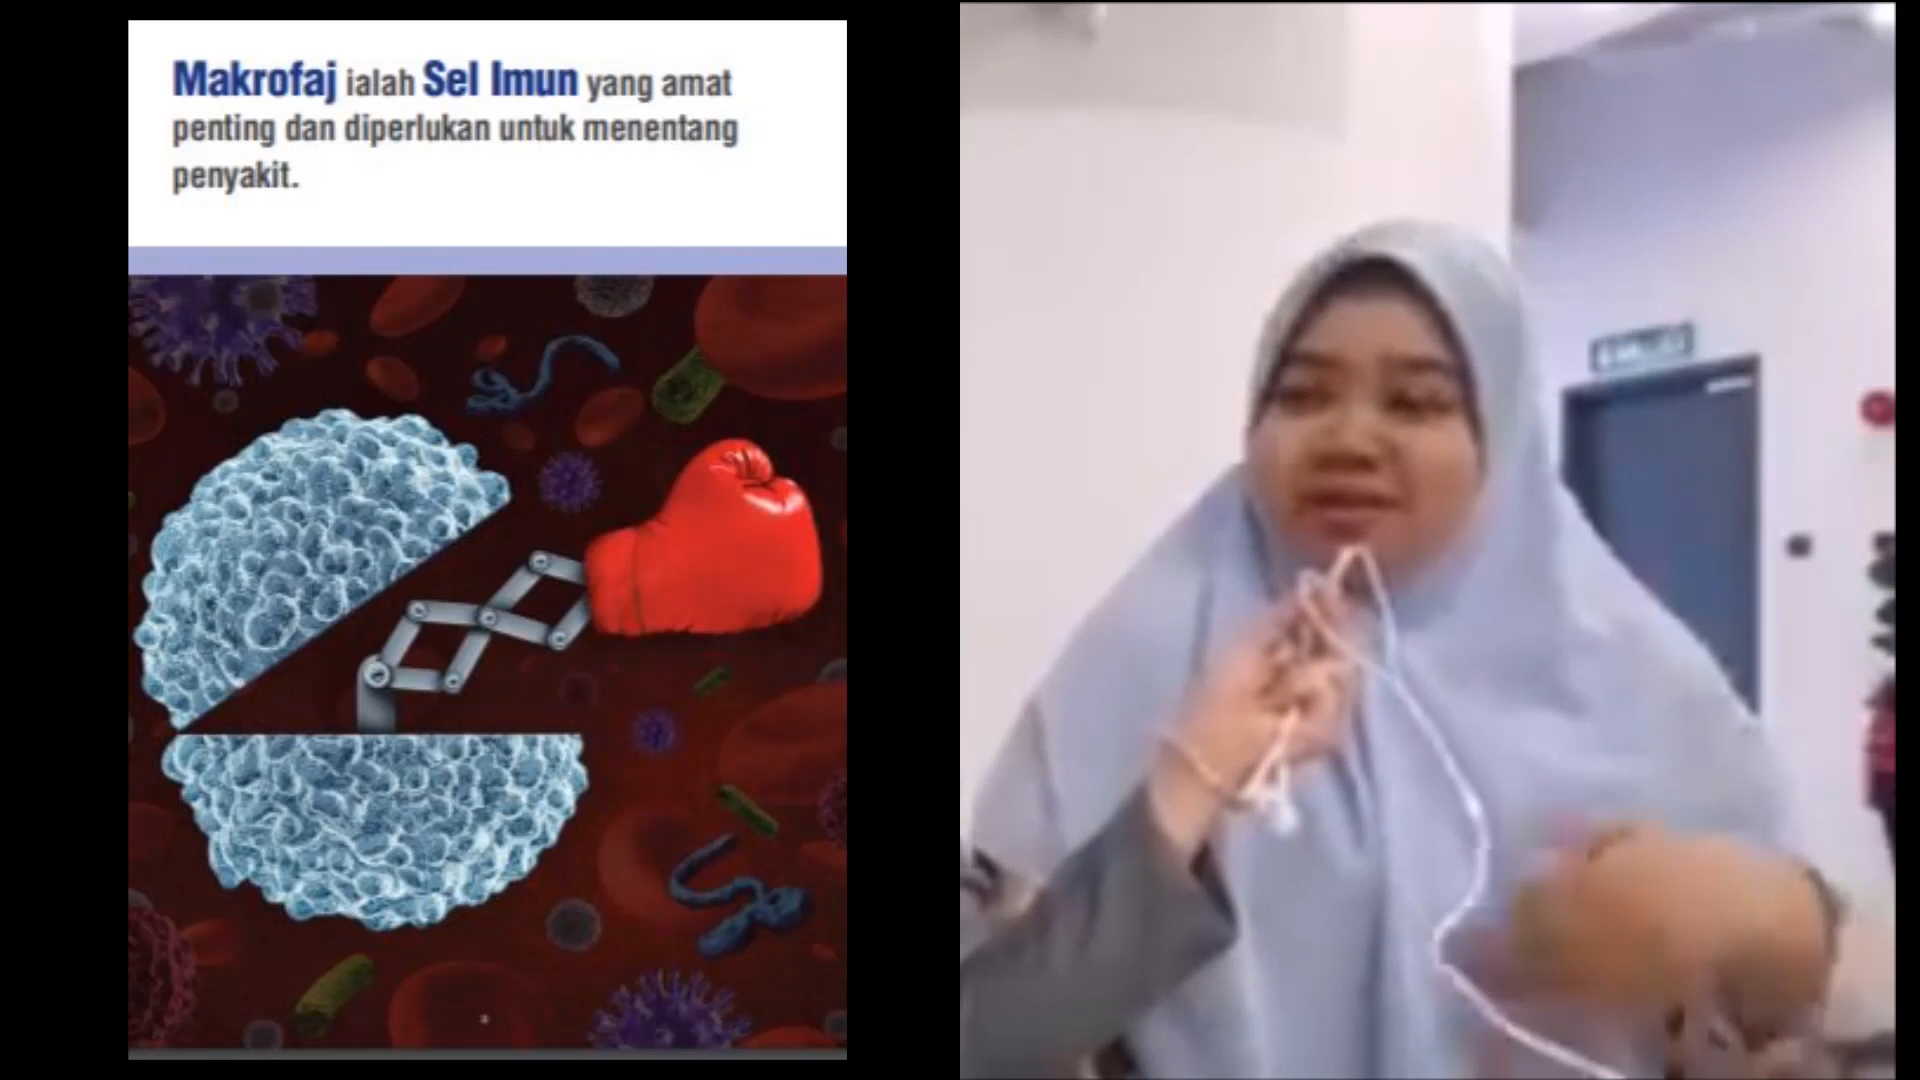 Makrofaj ialah Sel Imun yang amat
penting dan diperlukan untuk menentang
penyakit.